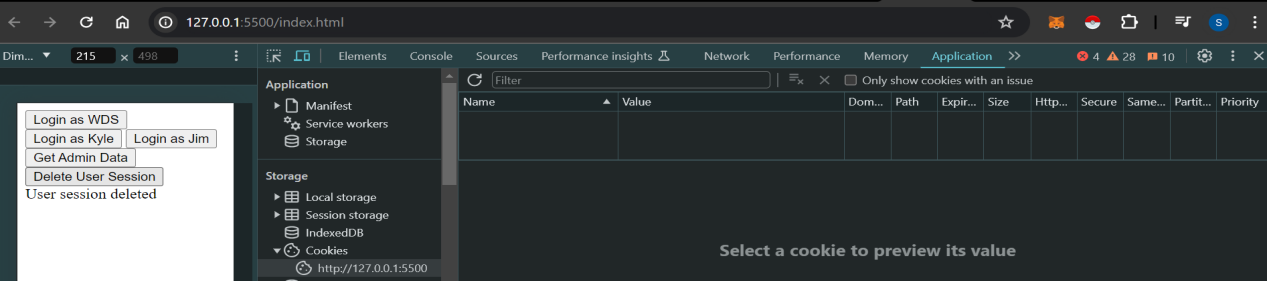 127.0.0.1:5500/index.html
S
Dim... 215 × 498 Elements Console Sources Performance insights Network Performance Memory Application 4 28 10
Filter Only show cookies with an issue
Application
Manifest
Service workers
Storage
Storage
Local storage
Session storage
IndexedDB
Cookies
http://127.0.0.1:5500
Name Value Dom... Path Expir... Size Http... Secure Same... Partit... Priority
Select a cookie to preview its value
Login as WDS
Login as Kyle Login as Jim
Get Admin Data
Delete User Session
User session deleted